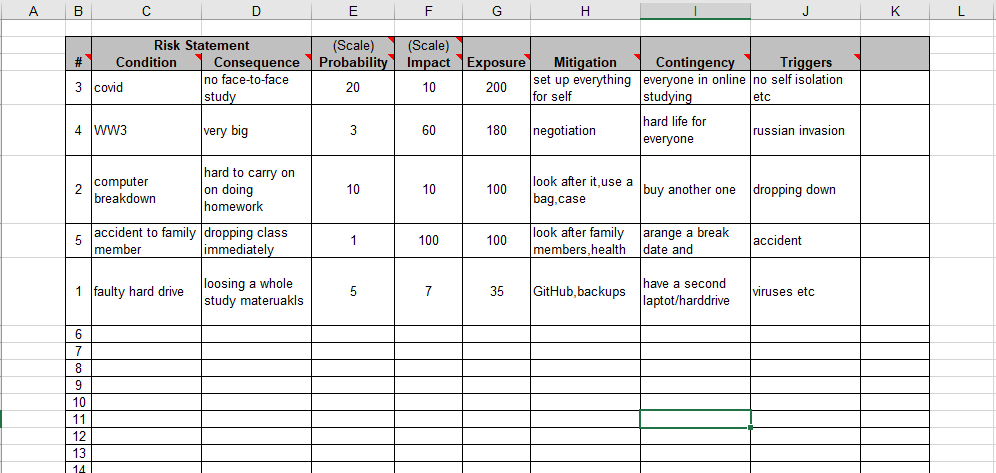 A B C D E F G H I J K L
Risk Statement (Scale) (Scale)
# Condition Consequence Probability Impact Exposure Mitigation Contingency Triggers
3 covid no face-to-face study 20 10 200 set up everything for self everyone in online studying no self isolation etc
4 WW3 very big 3 60 180 negotiation hard life for everyone russian invasion
2 computer breakdown hard to carry on on doing homework 10 10 100 look after it,use a bag,case buy another one dropping down
5 accident to family member dropping class immediately 1 100 100 look after family members,health arange a break date and accident
1 faulty hard drive loosing a whole study materuakls 5 7 35 GitHub,backups have a second laptot/harddrive viruses etc
6
7
8
9
10
11
12
13
14